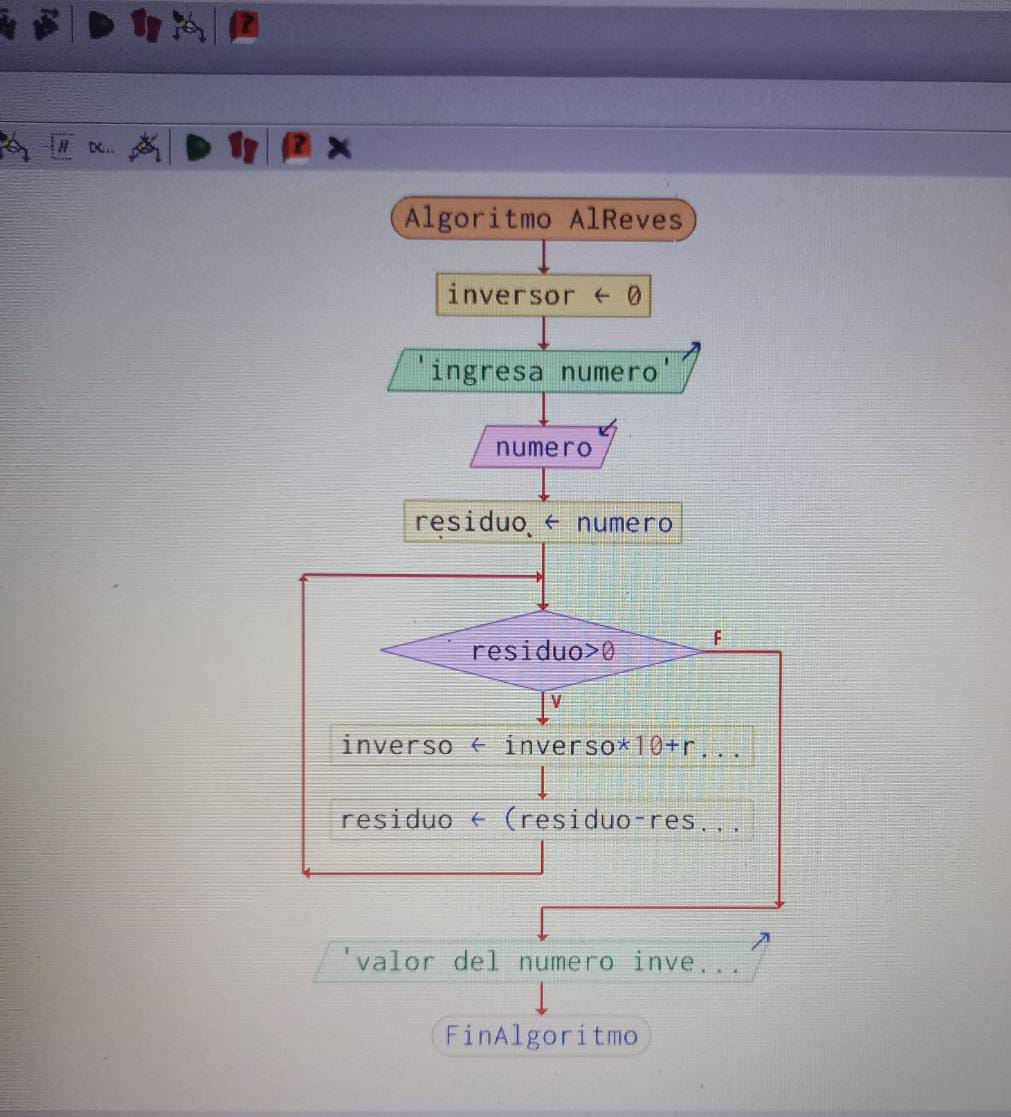 Algoritmo AlReves
inversor ← 0
'ingresa numero'
numero
residuo ← numero
residuo>0
F
V
inverso ← inverso*10+r...
residuo ← (residuo-res...
'valor del numero inve...
FinAlgoritmo